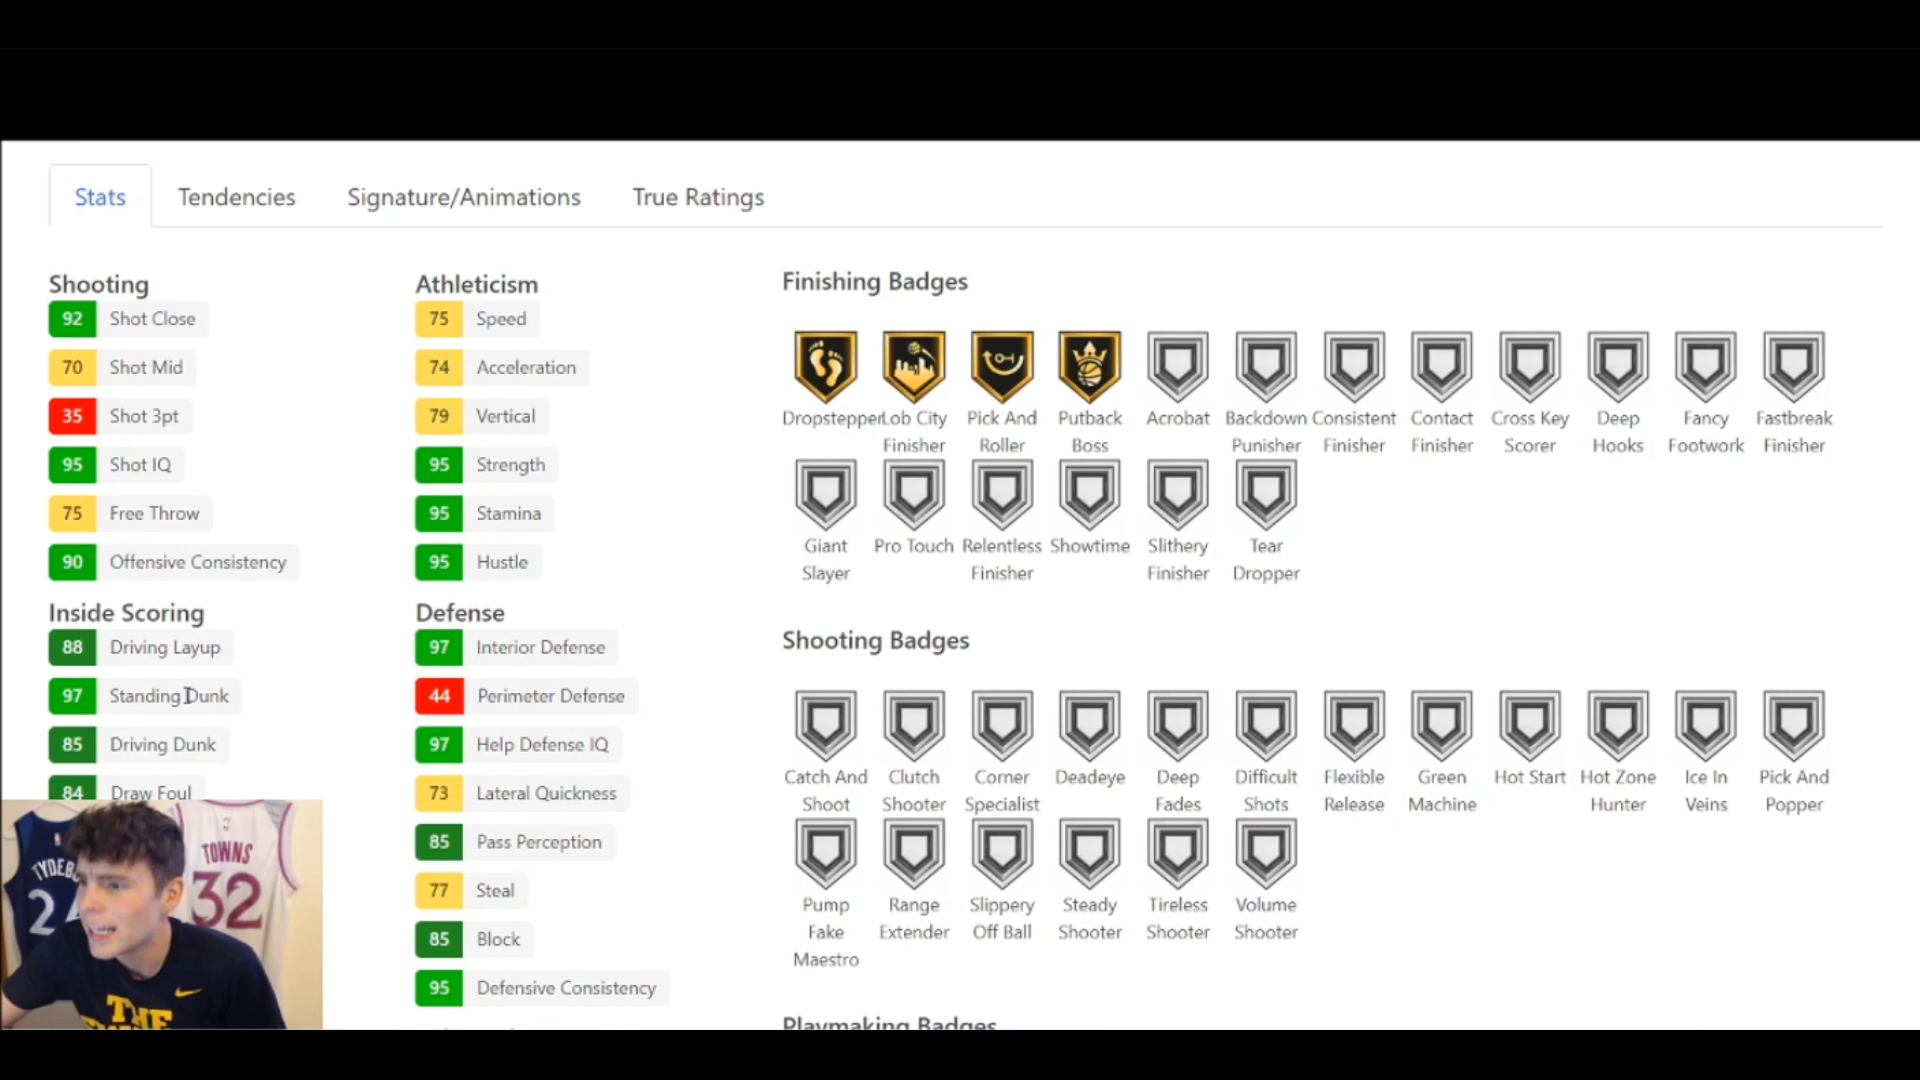 Stats
Tendencies
Signature/Animations
True Ratings
Shooting
92 Shot Close
70 Shot Mid
35 Shot 3pt
95 Shot IQ
75 Free Throw
90 Offensive Consistency
Inside Scoring
88 Driving Layup
97 Standing Dunk
85 Driving Dunk
84 Draw Foul
Athleticism
75 Speed
74 Acceleration
79 Vertical
95 Strength
95 Stamina
95 Hustle
Defense
97 Interior Defense
44 Perimeter Defense
97 Help Defense IQ
73 Lateral Quickness
85 Pass Perception
77 Steal
85 Block
95 Defensive Consistency
Finishing Badges
Dropstepper
Lob City
Finisher
Pick And
Roller
Putback
Boss
Acrobat
Backdown
Punisher
Consistent
Finisher
Contact
Finisher
Cross Key
Scorer
Deep
Hooks
Fancy
Footwork
Fastbreak
Finisher
Giant
Slayer
Pro Touch
Relentless
Finisher
Showtime
Slithery
Finisher
Tear
Dropper
Shooting Badges
Catch And
Shoot
Clutch
Shooter
Corner
Specialist
Deadeye
Deep
Fades
Difficult
Shots
Flexible
Release
Green
Machine
Hot Start
Hot Zone
Hunter
Ice In
Veins
Pick And
Popper
Pump
Fake
Maestro
Range
Extender
Slippery
Off Ball
Steady
Shooter
Tireless
Shooter
Volume
Shooter
Playmaking Badges
TOWNS
32
2
THE